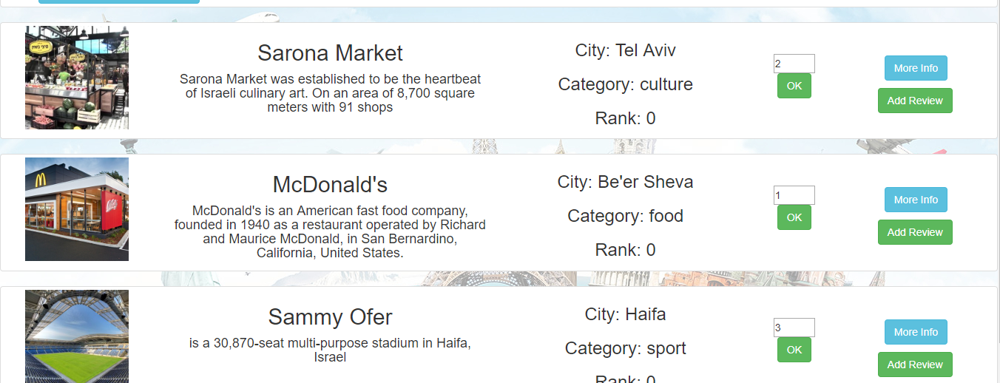 Sarona Market
Sarona Market was established to be the heartbeat
of Israeli culinary art. On an area of 8,700 square
meters with 91 shops
City: Tel Aviv
Category: culture
Rank: 0
2
OK
More Info
Add Review
McDonald's
McDonald's is an American fast food company,
founded in 1940 as a restaurant operated by Richard
and Maurice McDonald, in San Bernardino,
California, United States.
City: Be'er Sheva
Category: food
Rank: 0
1
OK
More Info
Add Review
Sammy Ofer
is a 30,870-seat multi-purpose stadium in Haifa,
Israel
City: Haifa
Category: sport
Rank: 0
3
OK
More Info
Add Review